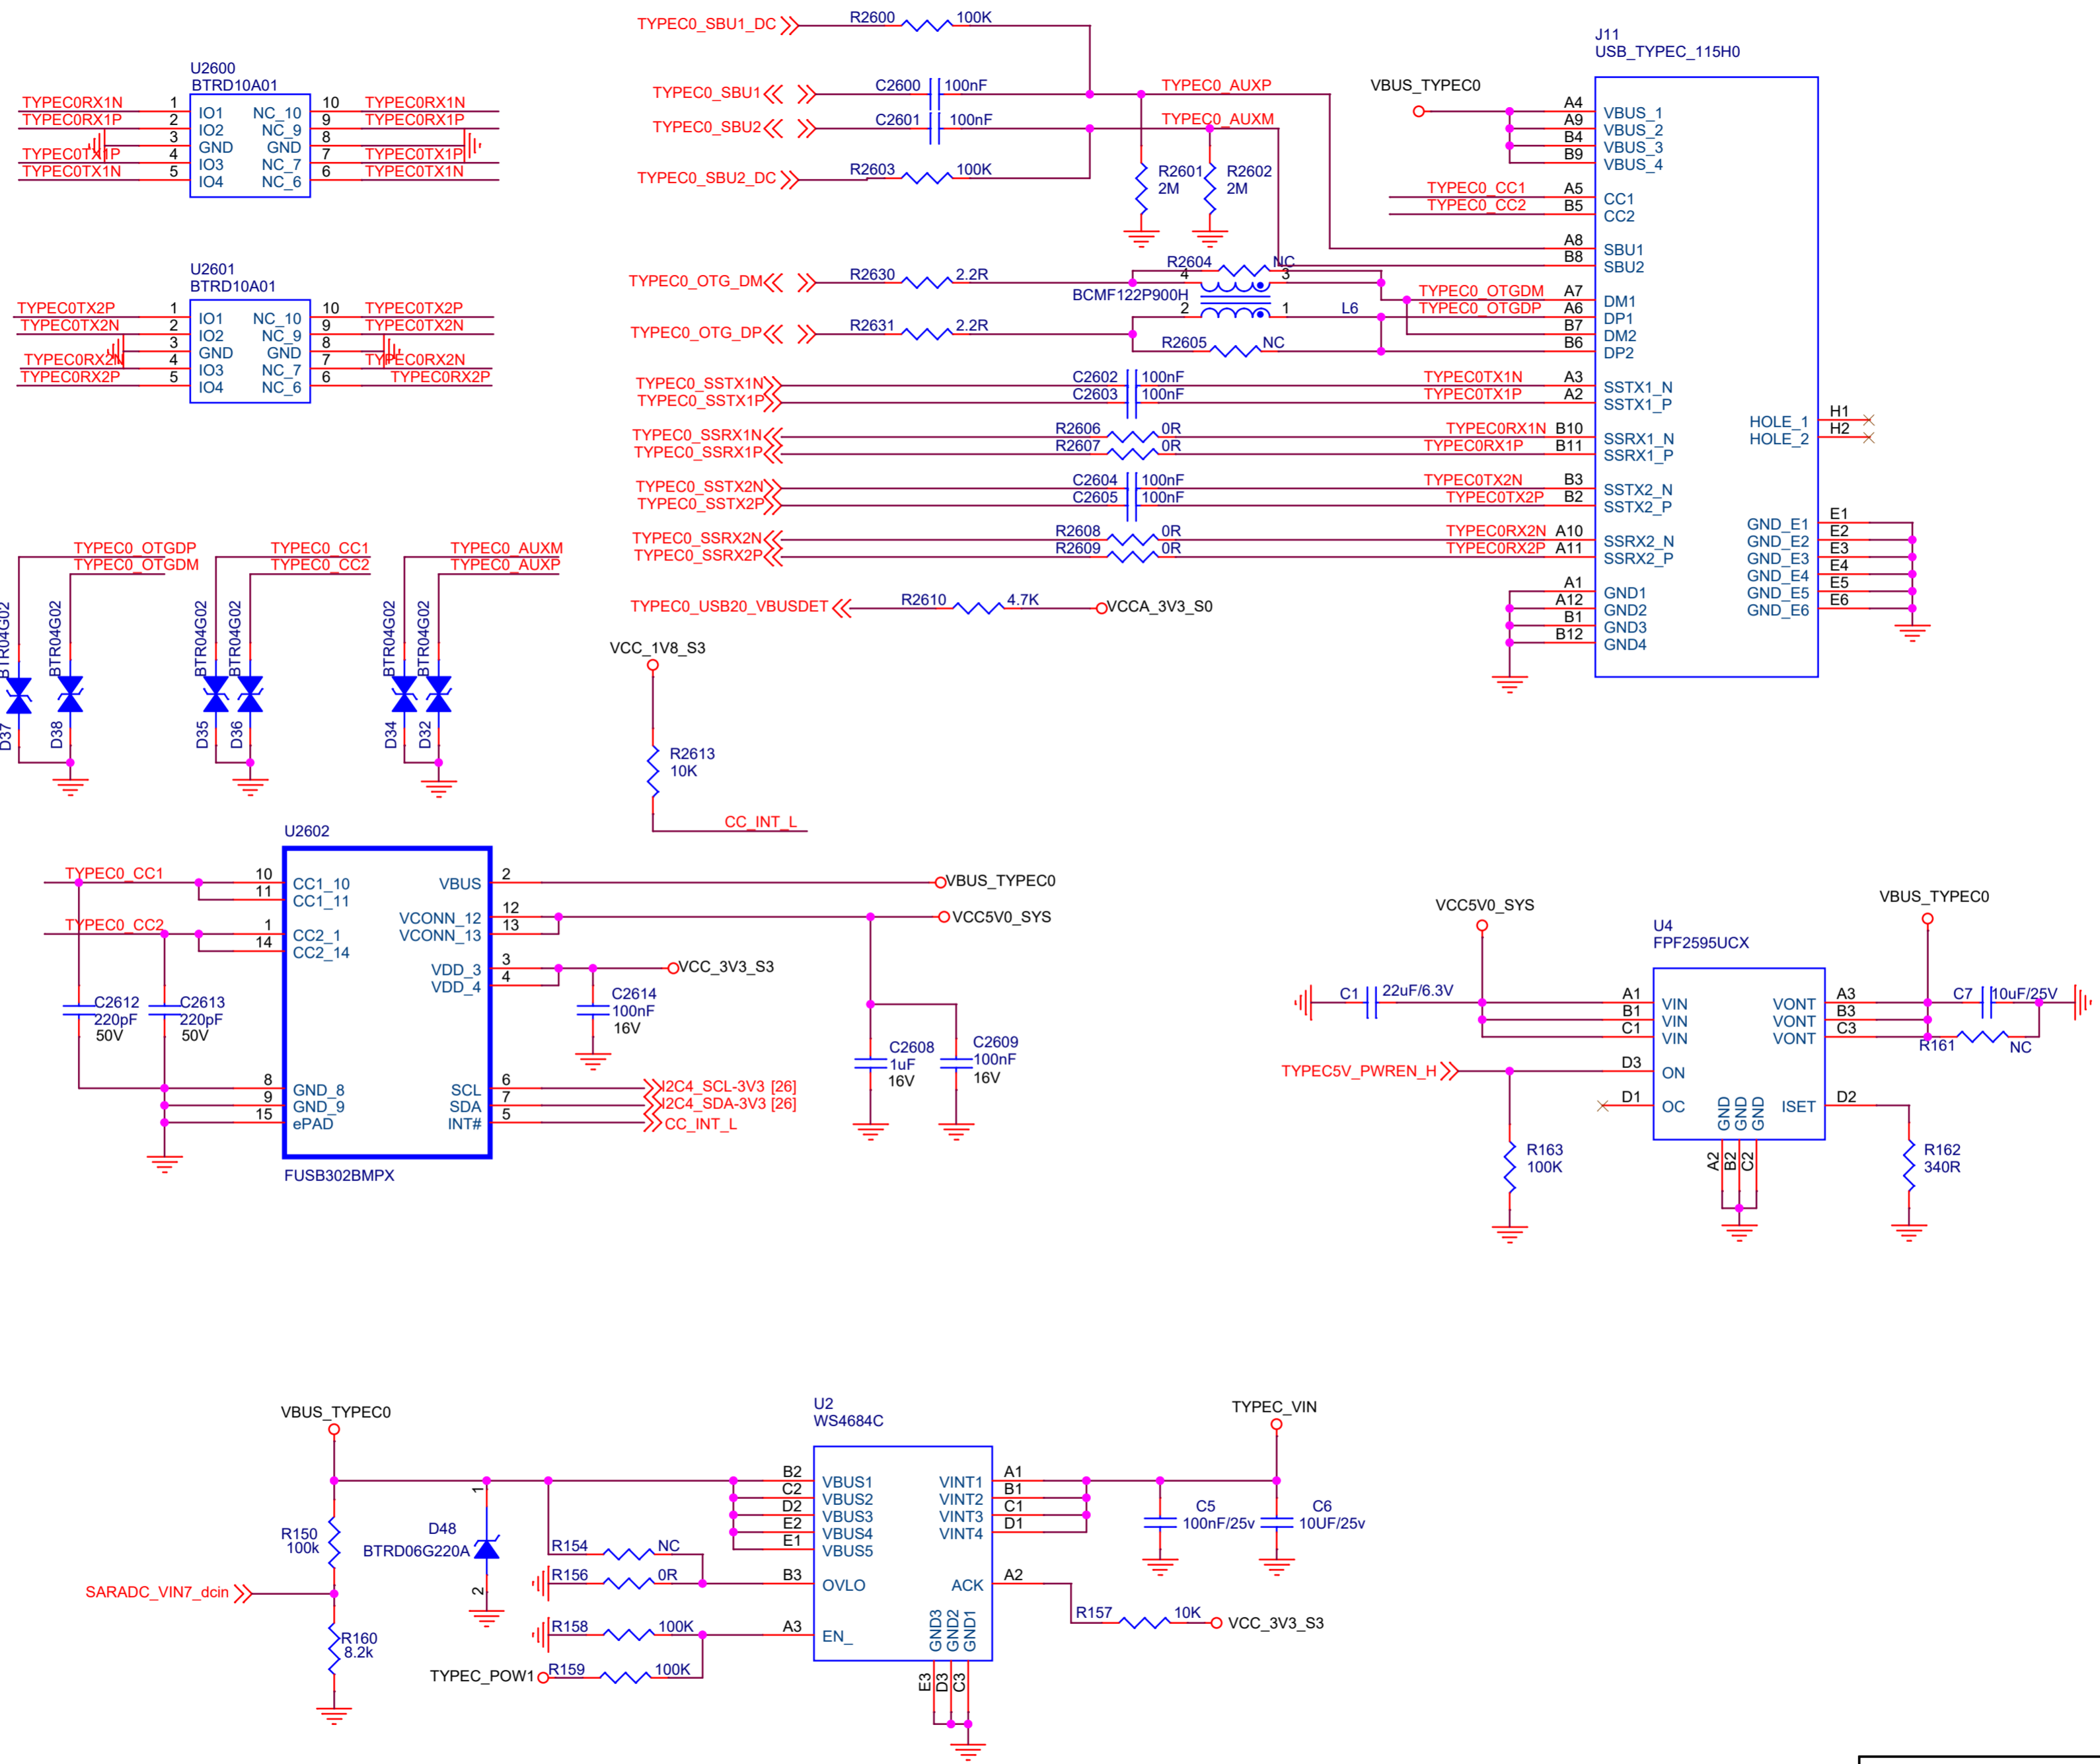 U2600
BTRD10A01
TYPEC0RX1N 1 IO1 NC_10 10 TYPEC0RX1N
TYPEC0RX1P 2 IO2 NC_9 9 TYPEC0RX1P
3 GND GND 8
TYPEC0TX1P 4 IO3 NC_7 7 TYPEC0TX1P
TYPEC0TX1N 5 IO4 NC_6 6 TYPEC0TX1N
U2601
BTRD10A01
TYPEC0TX2P 1 IO1 NC_10 10 TYPEC0TX2P
TYPEC0TX2N 2 IO2 NC_9 9 TYPEC0TX2N
3 GND GND 8
TYPEC0RX2N 4 IO3 NC_7 7 TYPEC0RX2N
TYPEC0RX2P 5 IO4 NC_6 6 TYPEC0RX2P
TYPEC0_SBU1_DC R2600 100K
TYPEC0_SBU1 C2600 100nF TYPEC0_AUXP
TYPEC0_SBU2 C2601 100nF TYPEC0_AUXM
TYPEC0_SBU2_DC R2603 100K
R2601 R2602
2M 2M
TYPEC0_OTG_DM R2630 2.2R
R2604 NC
4 3
BCMF122P900H
2 1 L6
TYPEC0_OTG_DP R2631 2.2R
R2605 NC
TYPEC0_SSTX1N C2602 100nF TYPEC0TX1N
TYPEC0_SSTX1P C2603 100nF TYPEC0TX1P
TYPEC0_SSRX1N R2606 0R TYPEC0RX1N
TYPEC0_SSRX1P R2607 0R TYPEC0RX1P
TYPEC0_SSTX2N C2604 100nF TYPEC0TX2N
TYPEC0_SSTX2P C2605 100nF TYPEC0TX2P
TYPEC0_SSRX2N R2608 0R TYPEC0RX2N
TYPEC0_SSRX2P R2609 0R TYPEC0RX2P
TYPEC0_USB20_VBUSDET R2610 4.7K VCCA_3V3_S0
J11
USB_TYPEC_115H0
VBUS_TYPEC0
A4 VBUS_1
A9 VBUS_2
B4 VBUS_3
B9 VBUS_4
TYPEC0_CC1 A5 CC1
TYPEC0_CC2 B5 CC2
A8 SBU1
B8 SBU2
TYPEC0_OTGDM A7 DM1
TYPEC0_OTGDP A6 DP1
B7 DM2
B6 DP2
A3 SSTX1_N
A2 SSTX1_P
B10 SSRX1_N
B11 SSRX1_P
B3 SSTX2_N
B2 SSTX2_P
A10 SSRX2_N
A11 SSRX2_P
A1 GND1
A12 GND2
B1 GND3
B12 GND4
HOLE_1 H1
HOLE_2 H2
GND_E1 E1
GND_E2 E2
GND_E3 E3
GND_E4 E4
GND_E5 E5
GND_E6 E6
TYPEC0_OTGDP TYPEC0_CC1 TYPEC0_AUXM
TYPEC0_OTGDM TYPEC0_CC2 TYPEC0_AUXP
BTR04G02 BTR04G02 BTR04G02 BTR04G02 BTR04G02 BTR04G02
D37 D38 D35 D36 D34 D32
VCC_1V8_S3
R2613
10K
CC_INT_L
U2602
TYPEC0_CC1 10 CC1_10 VBUS 2 VBUS_TYPEC0
11 CC1_11
VCONN_12 12 VCC5V0_SYS
TYPEC0_CC2 1 CC2_1 VCONN_13 13
14 CC2_14
VDD_3 3 VCC_3V3_S3
VDD_4 4
C2612 C2613
220pF 220pF
50V 50V
C2614
100nF
16V
C2608
1uF
16V
C2609
100nF
16V
8 GND_8 SCL 6 I2C4_SCL-3V3 [26]
9 GND_9 SDA 7 I2C4_SDA-3V3 [26]
15 ePAD INT# 5 CC_INT_L
FUSB302BMPX
VCC5V0_SYS
VBUS_TYPEC0
U4
FPF2595UCX
C1 22uF/6.3V A1 VIN VONT A3 C7 10uF/25V
B1 VIN VONT B3
C1 VIN VONT C3 R161 NC
TYPEC5V_PWREN_H D3 ON
D1 OC ISET D2
GND GND GND
A2 B2 C2
R163
100K
R162
340R
VBUS_TYPEC0
U2
WS4684C
TYPEC_VIN
B2 VBUS1 VINT1 A1
C2 VBUS2 VINT2 B1
D2 VBUS3 VINT3 C1
E2 VBUS4 VINT4 D1
E1 VBUS5
C5
100nF/25v
C6
10UF/25v
R150
100k
1
D48
BTRD06G220A
2
R154 NC
R156 0R B3 OVLO ACK A2
SARADC_VIN7_dcin
R157 10K VCC_3V3_S3
R158 100K A3 EN_
GND3 GND2 GND1
R160
8.2k
TYPEC_POW1 R159 100K
E3 D3 C3